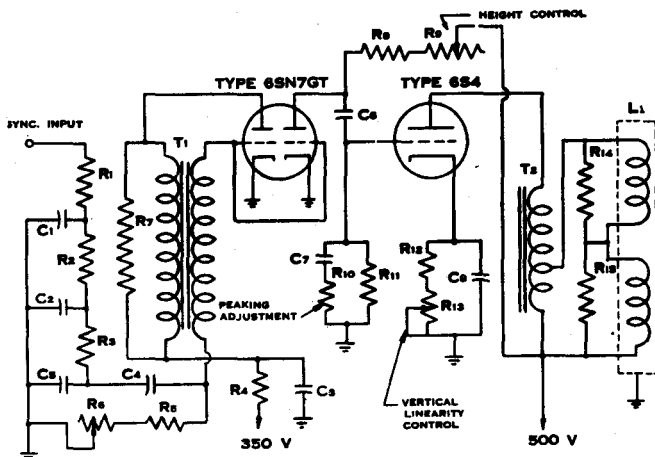 HEIGHT CONTROL
R8
R9
TYPE 6SN7GT
TYPE 6S4
C6
L1
SYNC. INPUT
T1
T2
R14
R1
R7
C1
R2
C7
R10
R11
R12
C8
R13
R15
C2
PEAKING ADJUSTMENT
R3
C5
C4
R4
C3
R6
R5
VERTICAL LINEARITY CONTROL
350 V
500 V